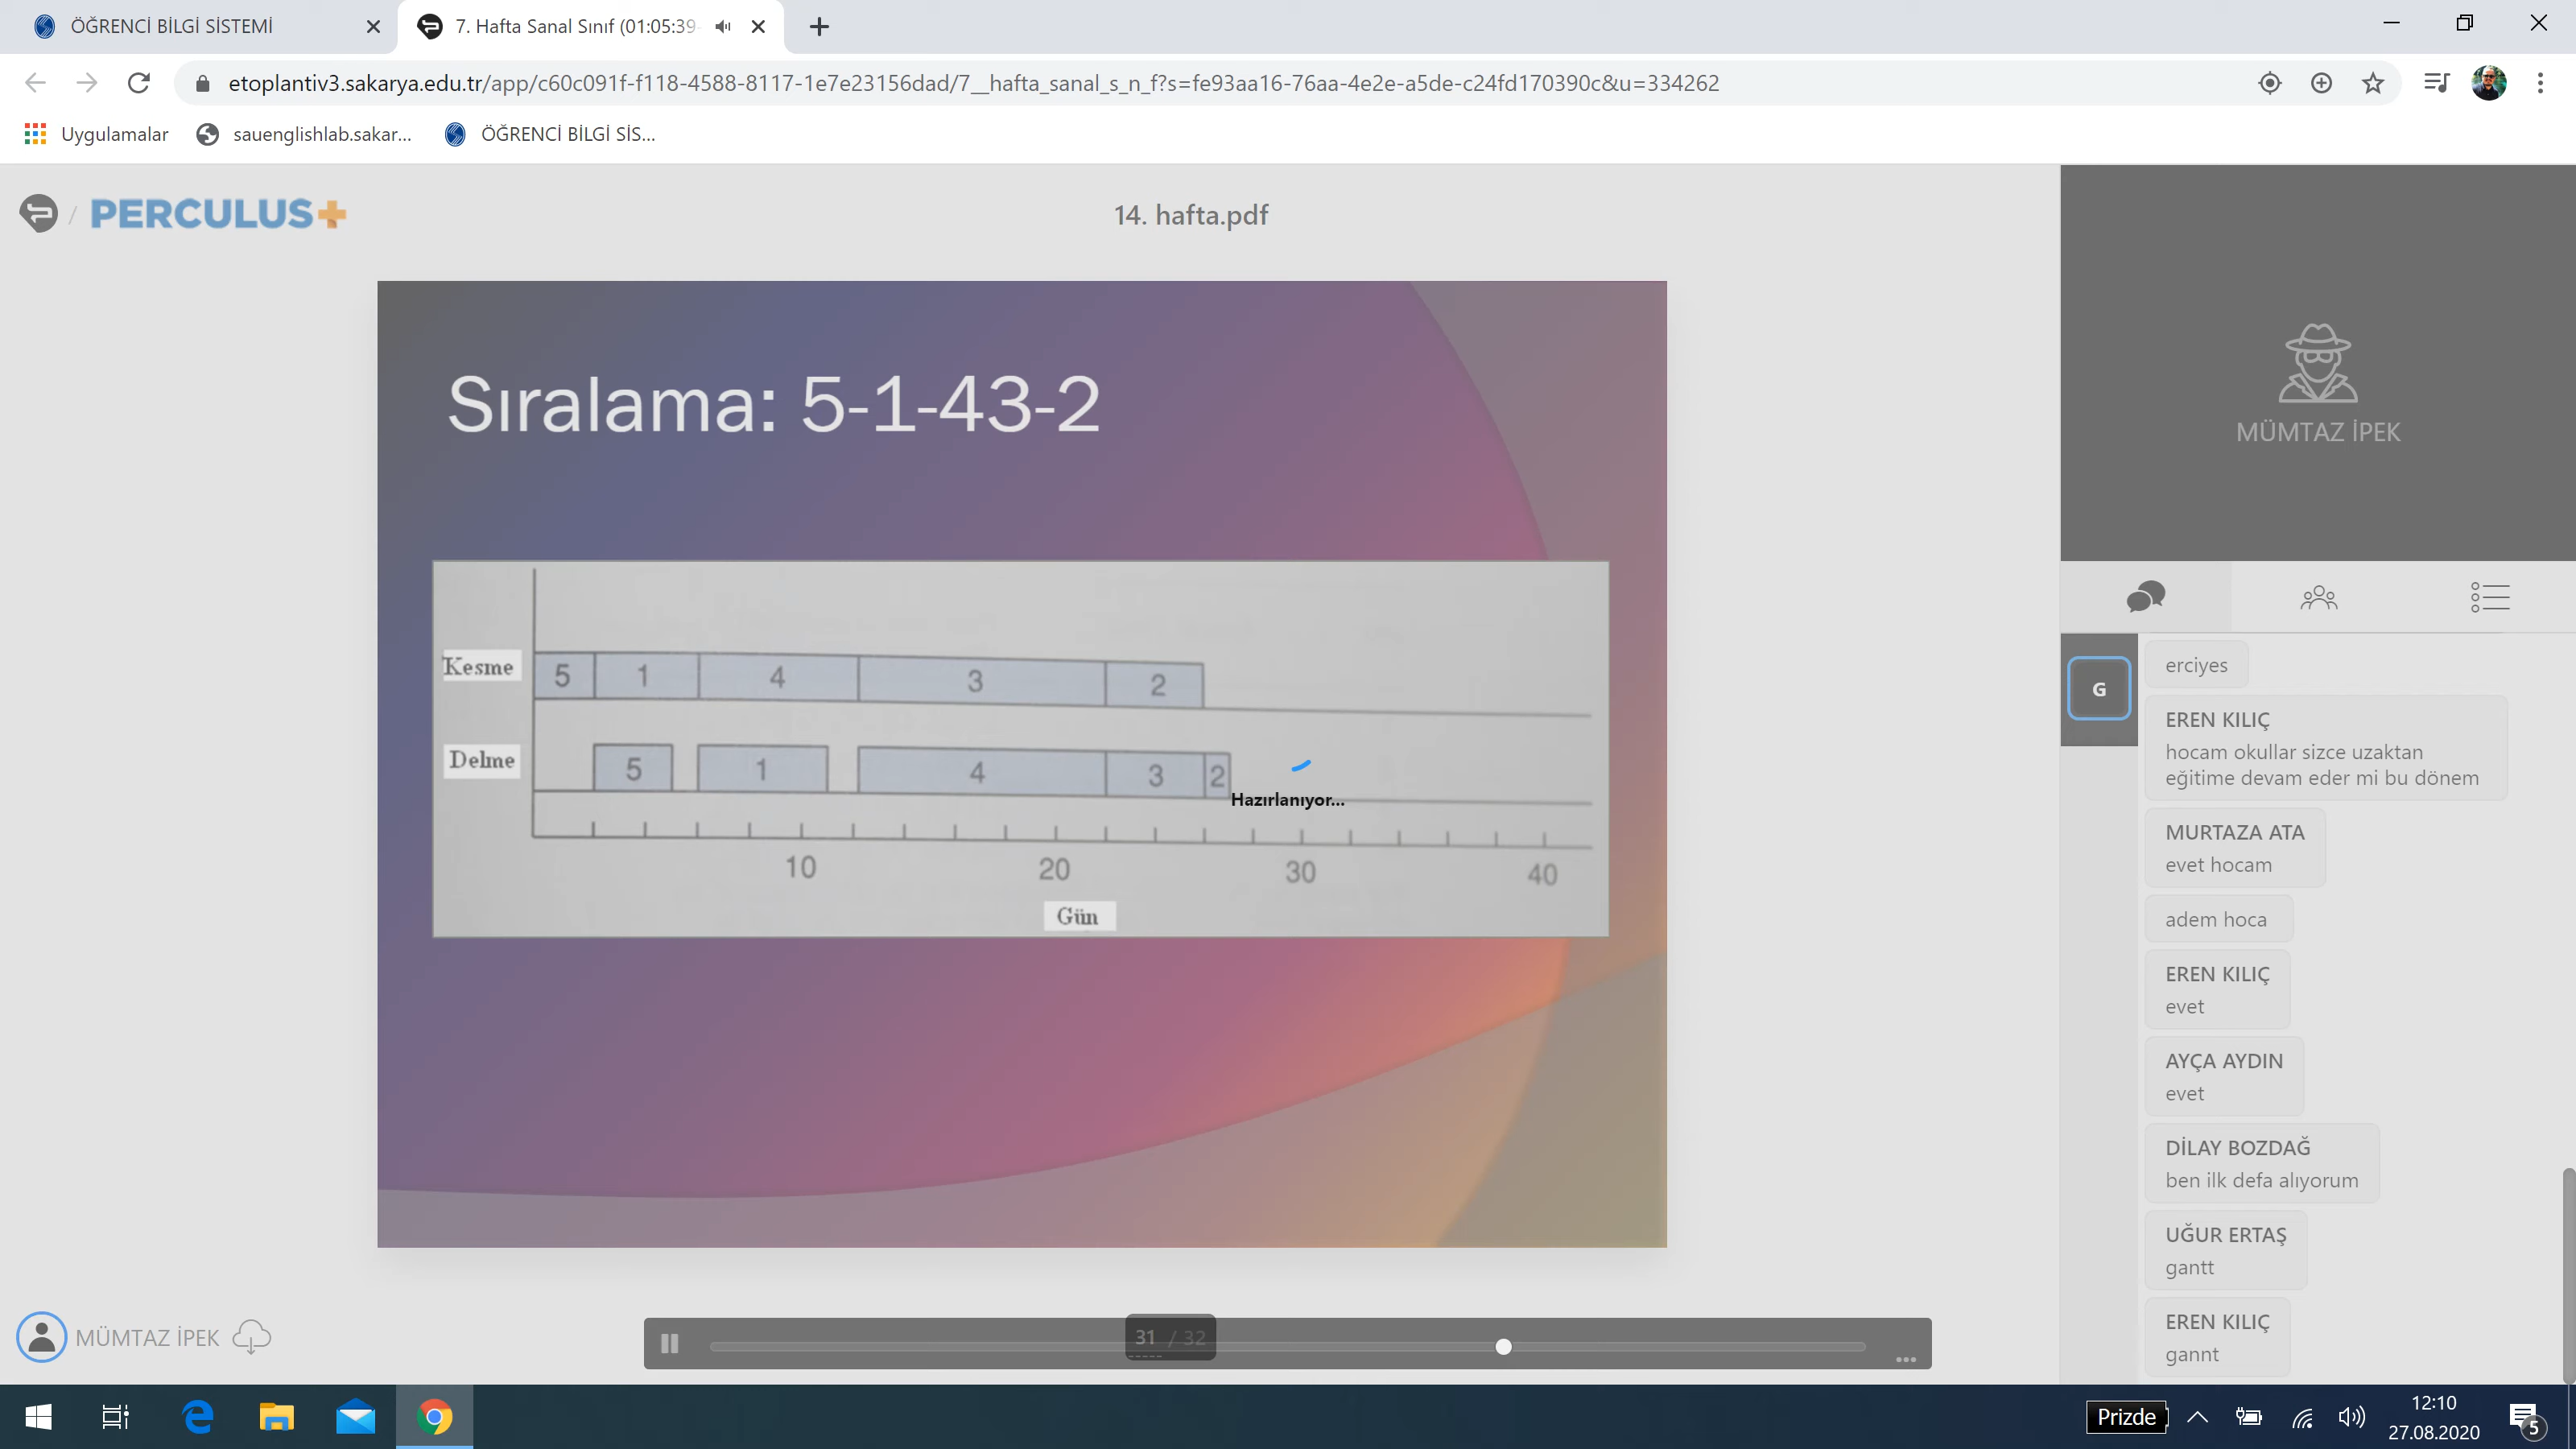 ÖĞRENCİ BİLGİ SİSTEMİ
7. Hafta Sanal Sınıf (01:05:39-
etoplantiv3.sakarya.edu.tr/app/c60c091f-f118-4588-8117-1e7e23156dad/7__hafta_sanal_s_n_f?s=fe93aa16-76aa-4e2e-a5de-c24fd170390c&u=334262
Uygulamalar
sauenglishlab.sakar...
ÖĞRENCİ BİLGİ SİS...
/ PERCULUS+
14. hafta.pdf
Sıralama: 5-1-43-2
Kesme 5 1 4 3 2
Delme 5 1 4 3 2
Hazırlanıyor...
10 20 30 40
Gün
MÜMTAZ İPEK
31 / 32
MÜMTAZ İPEK
G
erciyes
EREN KILIÇ
hocam okullar sizce uzaktan
eğitime devam eder mi bu dönem
MURTAZA ATA
evet hocam
adem hoca
EREN KILIÇ
evet
AYÇA AYDIN
evet
DİLAY BOZDAĞ
ben ilk defa alıyorum
UĞUR ERTAŞ
gantt
EREN KILIÇ
gannt
Prizde
12:10
27.08.2020
5